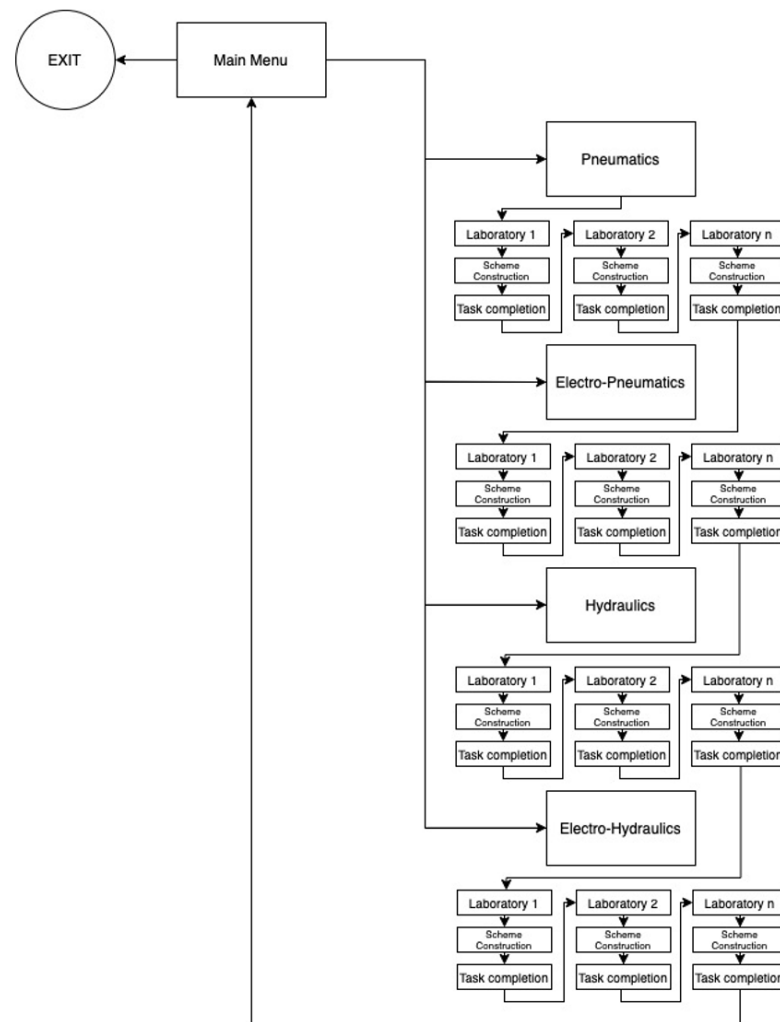 EXIT
Main Menu
Pneumatics
Laboratory 1
Laboratory 2
Laboratory n
Scheme
Construction
Scheme
Construction
Scheme
Construction
Task completion
Task completion
Task completion
Electro-Pneumatics
Laboratory 1
Laboratory 2
Laboratory n
Scheme
Construction
Scheme
Construction
Scheme
Construction
Task completion
Task completion
Task completion
Hydraulics
Laboratory 1
Laboratory 2
Laboratory n
Scheme
Construction
Scheme
Construction
Scheme
Construction
Task completion
Task completion
Task completion
Electro-Hydraulics
Laboratory 1
Laboratory 2
Laboratory n
Scheme
Construction
Scheme
Construction
Scheme
Construction
Task completion
Task completion
Task completion